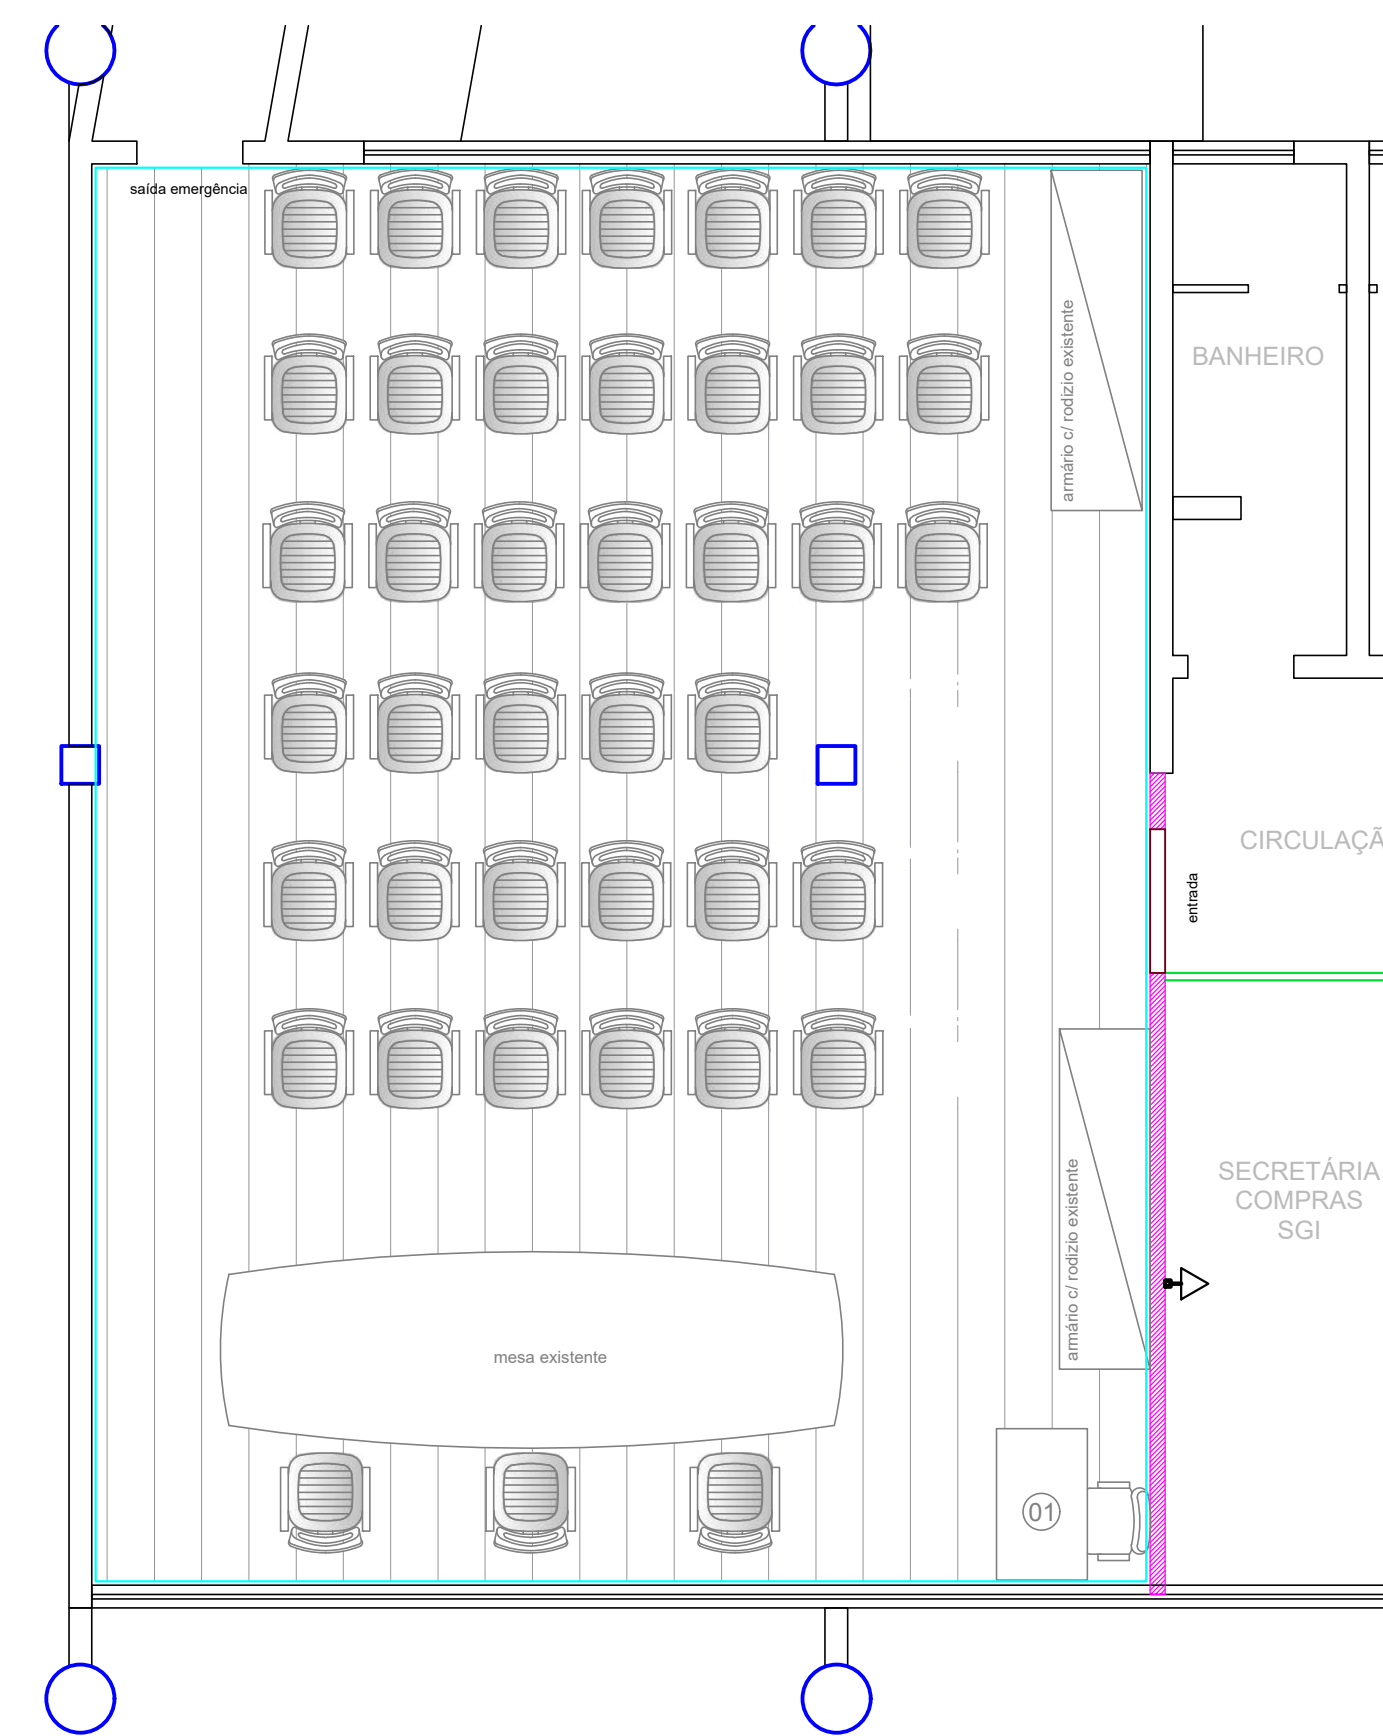 saída emergência
armário c/ rodizio existente
BANHEIRO
CIRCULAÇÃ
entrada
SECRETÁRIA
COMPRAS
SGI
armário c/ rodizio existente
mesa existente
01